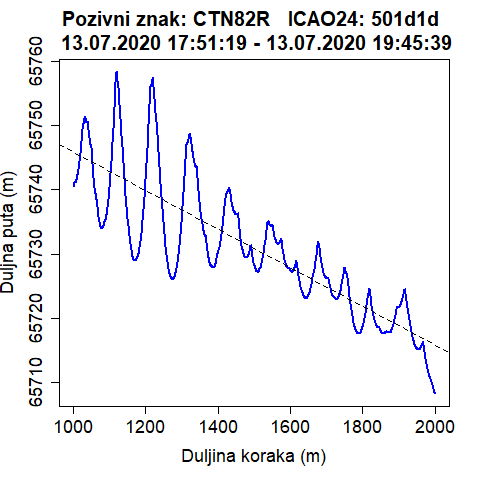 Pozivni znak: CTN82R   ICAO24: 501d1d
13.07.2020 17:51:19 - 13.07.2020 19:45:39
Duljina puta (m)
65760
65750
65740
65730
65720
65710
1000 1200 1400 1600 1800 2000
Duljina koraka (m)